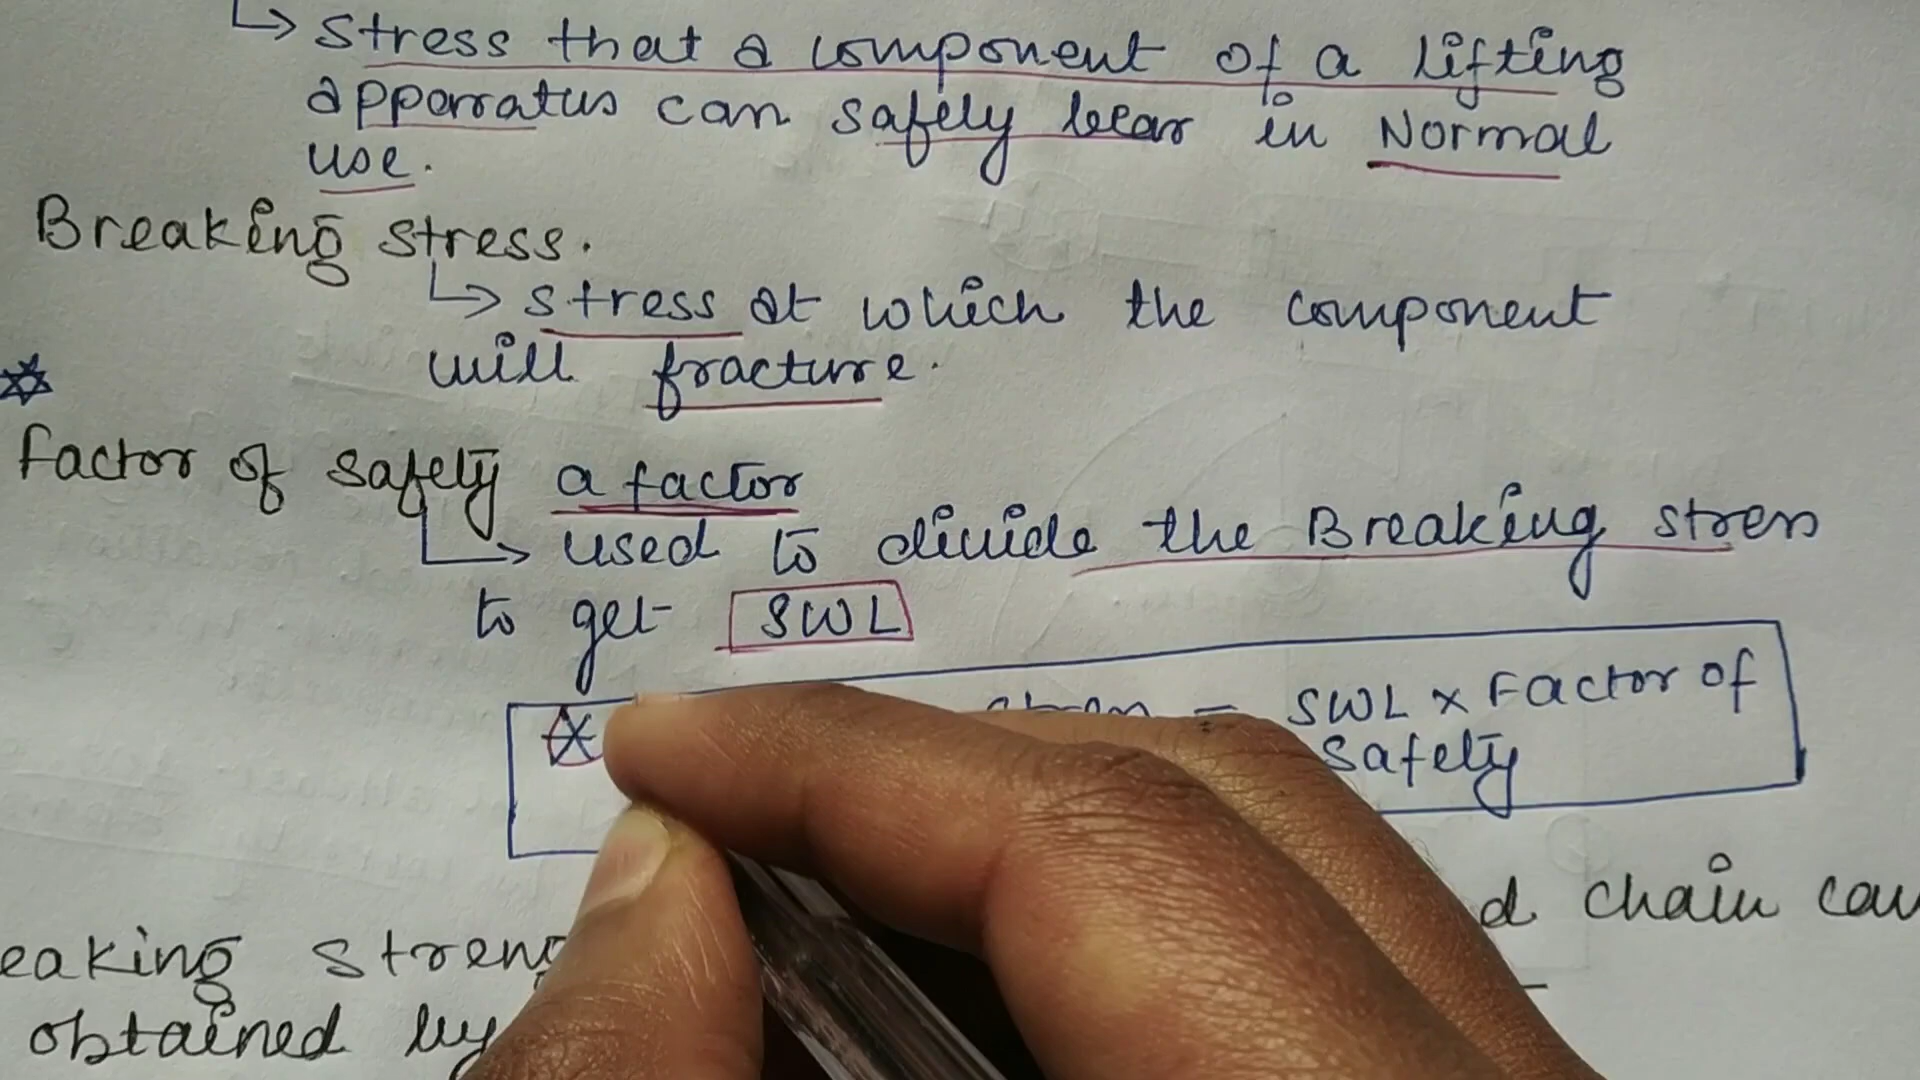 ↳ stress that a component of a lifting
apparatus can safely bear in Normal
use.
Breaking stress.
↳ stress at which the component
will fracture.
Factor of safety a factor
↳ used to divide the Breaking stress
to get SWL
= SWL x Factor of
safety
chain can
obtained by